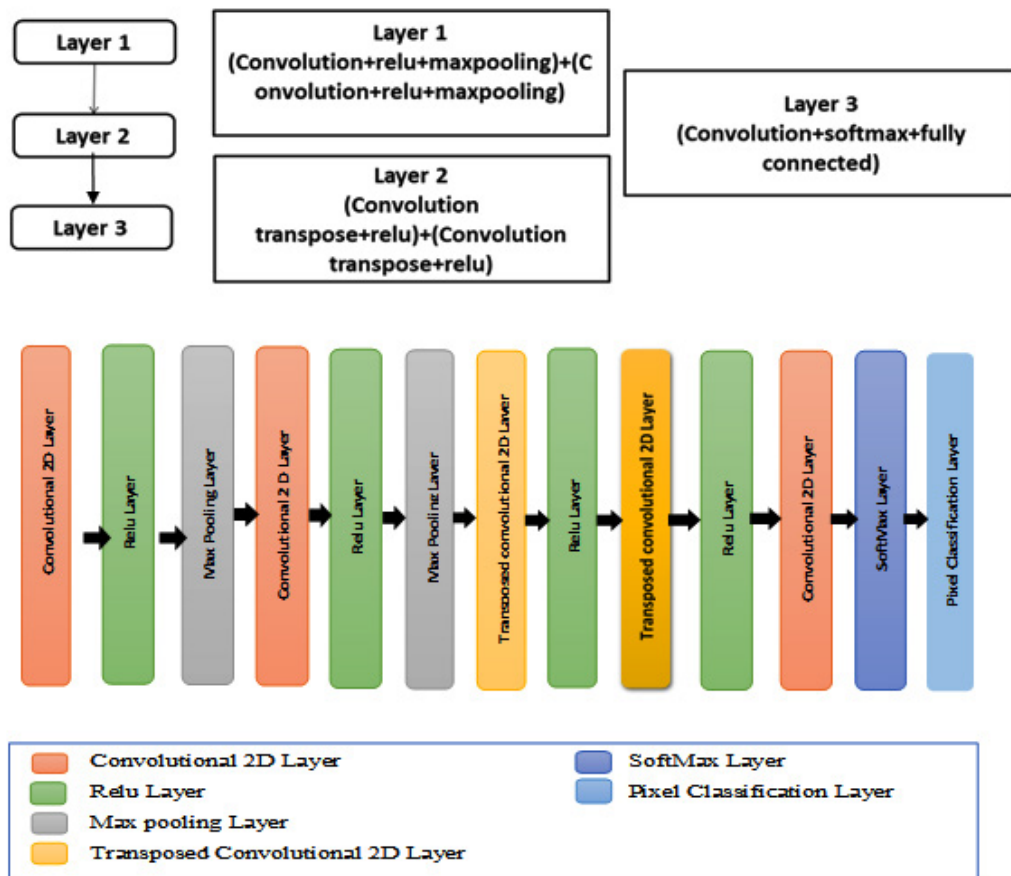 Layer 1
Layer 2
Layer 3
Layer 1
(Convolution+relu+maxpooling)+(C
onvolution+relu+maxpooling)
Layer 2
(Convolution
transpose+relu)+(Convolution
transpose+relu)
Layer 3
(Convolution+softmax+fully
connected)
Convolutional 2D Layer
Relu Layer
Max Pooling Layer
Convolutional 2 D Layer
Relu Layer
Max Pooling Layer
Transposed convolutional 2D Layer
Relu Layer
Transposed convolutional 2D Layer
Relu Layer
Convolutional 2D Layer
SoftMax Layer
Pixel Classification Layer
Convolutional 2D Layer
Relu Layer
Max pooling Layer
Transposed Convolutional 2D Layer
SoftMax Layer
Pixel Classification Layer